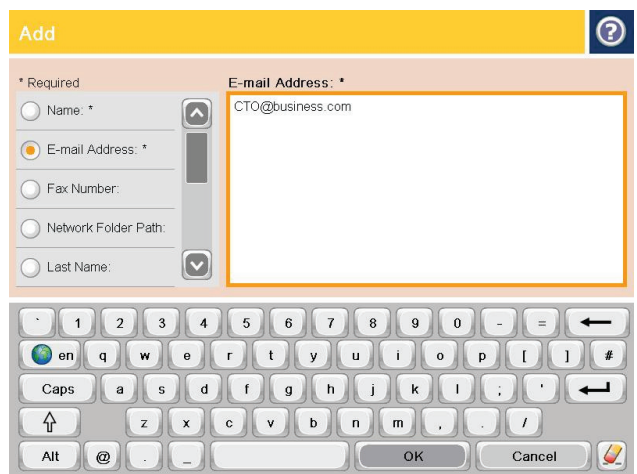 Add
?
* Required
E-mail Address: *
Name: *
E-mail Address: *
Fax Number:
Network Folder Path:
Last Name:
CTO@business.com
` 1 2 3 4 5 6 7 8 9 0 - =
en q w e r t y u i o p [ ] #
Caps a s d f g h j k l ; '
z x c v b n m , . /
Alt @ . _ OK Cancel